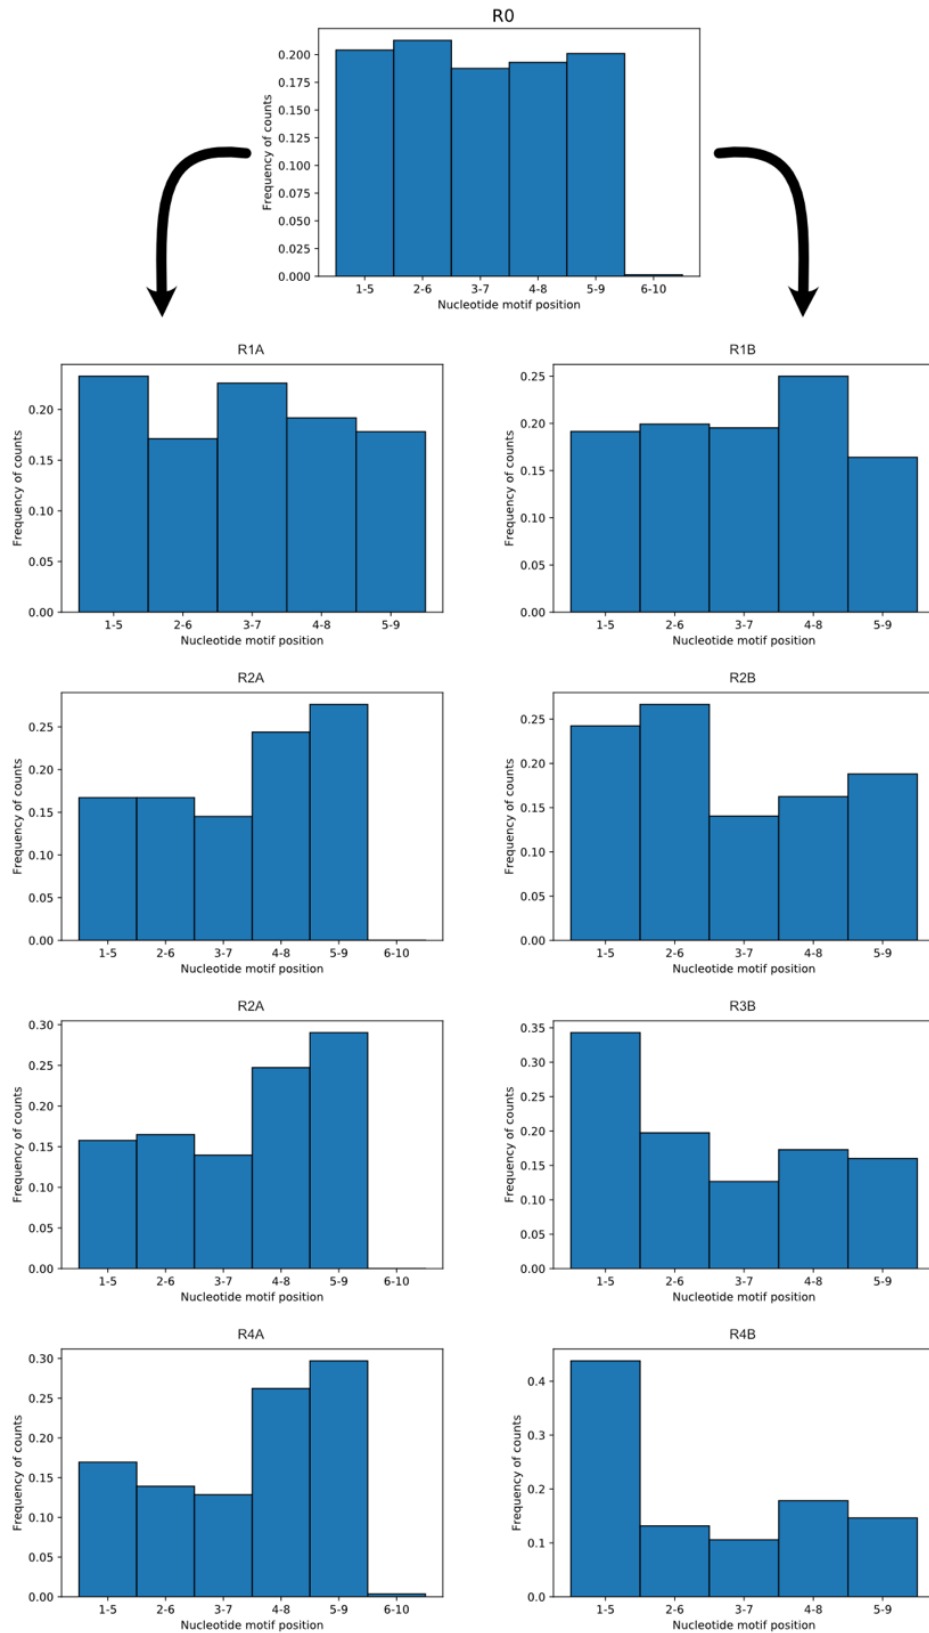 R0
Frequency of counts
0.200
0.175
0.150
0.125
0.100
0.075
0.050
0.025
0.000
1-5 2-6 3-7 4-8 5-9 6-10
Nucleotide motif position
R1A
Frequency of counts
0.20
0.15
0.10
0.05
0.00
1-5 2-6 3-7 4-8 5-9
Nucleotide motif position
R1B
Frequency of counts
0.25
0.20
0.15
0.10
0.05
0.00
1-5 2-6 3-7 4-8 5-9
Nucleotide motif position
R2A
Frequency of counts
0.25
0.20
0.15
0.10
0.05
0.00
1-5 2-6 3-7 4-8 5-9 6-10
Nucleotide motif position
R2B
Frequency of counts
0.25
0.20
0.15
0.10
0.05
0.00
1-5 2-6 3-7 4-8 5-9
Nucleotide motif position
R2A
Frequency of counts
0.30
0.25
0.20
0.15
0.10
0.05
0.00
1-5 2-6 3-7 4-8 5-9 6-10
Nucleotide motif position
R3B
Frequency of counts
0.35
0.30
0.25
0.20
0.15
0.10
0.05
0.00
1-5 2-6 3-7 4-8 5-9
Nucleotide motif position
R4A
Frequency of counts
0.30
0.25
0.20
0.15
0.10
0.05
0.00
1-5 2-6 3-7 4-8 5-9 6-10
Nucleotide motif position
R4B
Frequency of counts
0.4
0.3
0.2
0.1
0.0
1-5 2-6 3-7 4-8 5-9
Nucleotide motif position